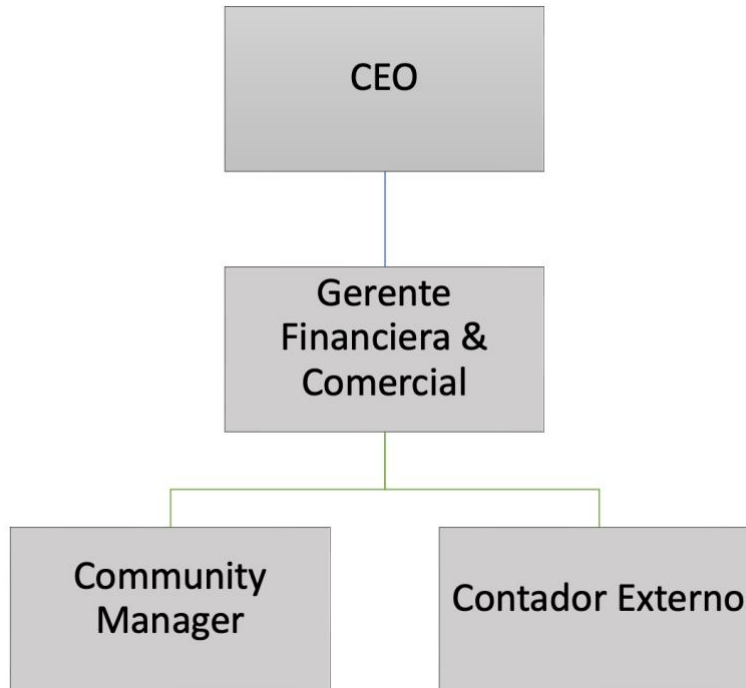 CEO
Gerente
Financiera &
Comercial
Community
Manager
Contador Externo